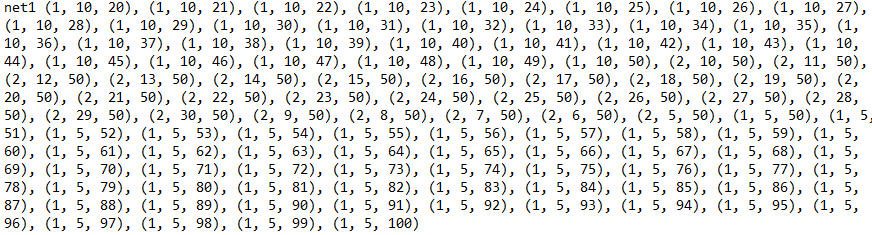 net1 (1, 10, 20), (1, 10, 21), (1, 10, 22), (1, 10, 23), (1, 10, 24), (1, 10, 25), (1, 10, 26), (1, 10, 27),
(1, 10, 28), (1, 10, 29), (1, 10, 30), (1, 10, 31), (1, 10, 32), (1, 10, 33), (1, 10, 34), (1, 10, 35), (1,
10, 36), (1, 10, 37), (1, 10, 38), (1, 10, 39), (1, 10, 40), (1, 10, 41), (1, 10, 42), (1, 10, 43), (1, 10,
44), (1, 10, 45), (1, 10, 46), (1, 10, 47), (1, 10, 48), (1, 10, 49), (1, 10, 50), (2, 10, 50), (2, 11, 50),
(2, 12, 50), (2, 13, 50), (2, 14, 50), (2, 15, 50), (2, 16, 50), (2, 17, 50), (2, 18, 50), (2, 19, 50), (2,
20, 50), (2, 21, 50), (2, 22, 50), (2, 23, 50), (2, 24, 50), (2, 25, 50), (2, 26, 50), (2, 27, 50), (2, 28,
50), (2, 29, 50), (2, 30, 50), (2, 9, 50), (2, 8, 50), (2, 7, 50), (2, 6, 50), (2, 5, 50), (1, 5, 50), (1, 5,
51), (1, 5, 52), (1, 5, 53), (1, 5, 54), (1, 5, 55), (1, 5, 56), (1, 5, 57), (1, 5, 58), (1, 5, 59), (1, 5,
60), (1, 5, 61), (1, 5, 62), (1, 5, 63), (1, 5, 64), (1, 5, 65), (1, 5, 66), (1, 5, 67), (1, 5, 68), (1, 5,
69), (1, 5, 70), (1, 5, 71), (1, 5, 72), (1, 5, 73), (1, 5, 74), (1, 5, 75), (1, 5, 76), (1, 5, 77), (1, 5,
78), (1, 5, 79), (1, 5, 80), (1, 5, 81), (1, 5, 82), (1, 5, 83), (1, 5, 84), (1, 5, 85), (1, 5, 86), (1, 5,
87), (1, 5, 88), (1, 5, 89), (1, 5, 90), (1, 5, 91), (1, 5, 92), (1, 5, 93), (1, 5, 94), (1, 5, 95), (1, 5,
96), (1, 5, 97), (1, 5, 98), (1, 5, 99), (1, 5, 100)